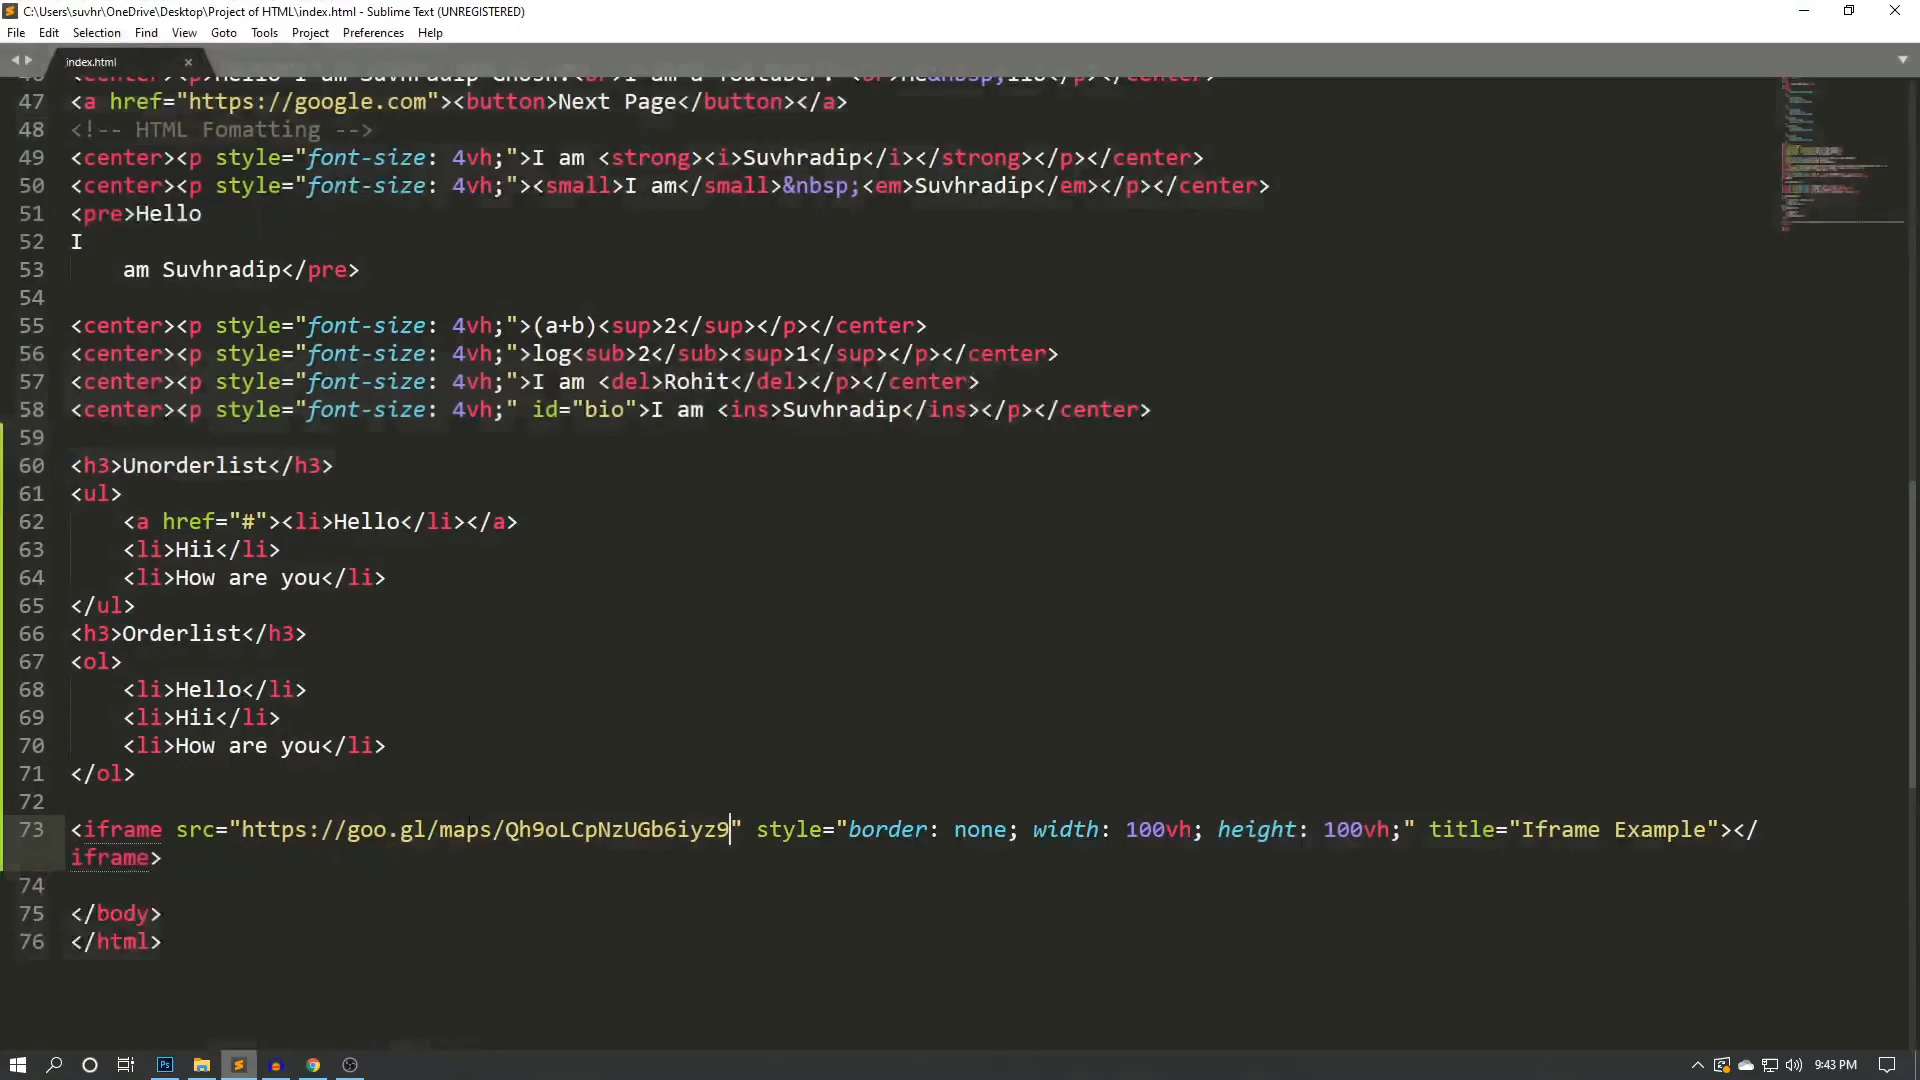 C:\Users\suvhr\OneDrive\Desktop\Project of HTML\index.html - Sublime Text (UNREGISTERED)
File Edit Selection Find View Goto Tools Project Preferences Help
index.html
47 <a href="https://google.com"><button>Next Page</button></a>
48 <!-- HTML Fomatting -->
49 <center><p style="font-size: 4vh;">I am <strong><i>Suvhradip</i></strong></p></center>
50 <center><p style="font-size: 4vh;"><small>I am</small>&nbsp;<em>Suvhradip</em></p></center>
51 <pre>Hello
52 I
53     am Suvhradip</pre>
54
55 <center><p style="font-size: 4vh;">(a+b)<sup>2</sup></p></center>
56 <center><p style="font-size: 4vh;">log<sub>2</sub><sup>1</sup></p></center>
57 <center><p style="font-size: 4vh;">I am <del>Rohit</del></p></center>
58 <center><p style="font-size: 4vh;" id="bio">I am <ins>Suvhradip</ins></p></center>
59
60 <h3>Unorderlist</h3>
61 <ul>
62     <a href="#"><li>Hello</li></a>
63     <li>Hii</li>
64     <li>How are you</li>
65 </ul>
66 <h3>Orderlist</h3>
67 <ol>
68     <li>Hello</li>
69     <li>Hii</li>
70     <li>How are you</li>
71 </ol>
72
73 <iframe src="https://goo.gl/maps/Qh9oLCpNzUGb6iyz9" style="border: none; width: 100vh; height: 100vh;" title="Iframe Example"></
iframe>
74
75 </body>
76 </html>
Ps
9:43 PM